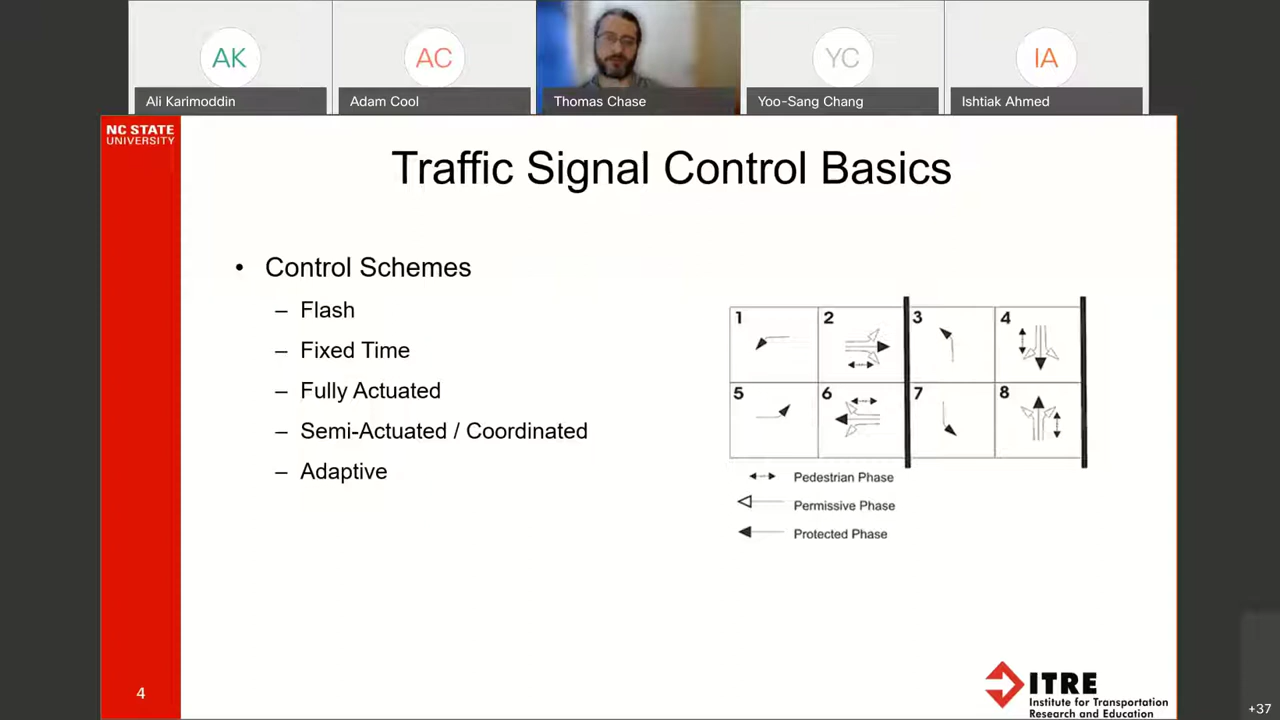 AK
AC
YC
IA
Ali Karimoddin
Adam Cool
Thomas Chase
Yoo-Sang Chang
Ishtiak Ahmed
NC STATE
UNIVERSITY
Traffic Signal Control Basics
• Control Schemes
– Flash
– Fixed Time
– Fully Actuated
– Semi-Actuated / Coordinated
– Adaptive
1 2 3 4
5 6 7 8
Pedestrian Phase
Permissive Phase
Protected Phase
4
ITRE
Institute for Transportation
Research and Education
+37